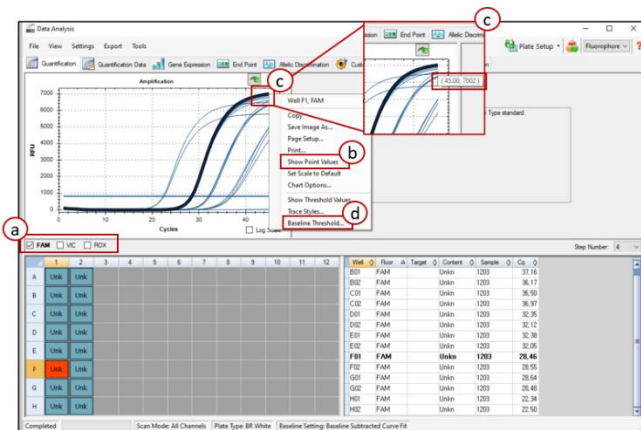 c
Data Analysis
File View Settings Export Tools
Plate Setup
Fluorophore
Quantification Quantification Data Gene Expression End Point Allelic Discrimination
End Point Allelic
Amplification
c
RFU
7000
6000
5000
4000
3000
2000
1000
0
0 10 20 30 40
Cycles
Log Scale
( 45.00, 7002 )
Type standard.
Well F1, FAM
Copy
Save Image As...
Page Setup...
Print...
b
Show Point Values
Set Scale to Default
Chart Options...
Show Threshold Values
Trace Styles...
d
Baseline Threshold...
a
FAM VIC ROX
Step Number: 4
1 2 3 4 5 6 7 8 9 10 11 12
A Unk Unk
B Unk Unk
C Unk Unk
D Unk Unk
E Unk Unk
F Unk Unk
G Unk Unk
H Unk Unk
Well Fluor Target Content Sample Cq
B01 FAM Unkn 1203 37,16
B02 FAM Unkn 1203 36,17
C01 FAM Unkn 1203 36,50
C02 FAM Unkn 1203 36,97
D01 FAM Unkn 1203 32,35
D02 FAM Unkn 1203 32,12
E01 FAM Unkn 1203 32,38
E02 FAM Unkn 1203 32,05
F01 FAM Unkn 1203 28,46
F02 FAM Unkn 1203 28,55
G01 FAM Unkn 1203 28,64
G02 FAM Unkn 1203 28,48
H01 FAM Unkn 1203 22,34
H02 FAM Unkn 1203 22,50
Completed Scan Mode: All Channels Plate Type: BR White Baseline Setting: Baseline Subtracted Curve Fit